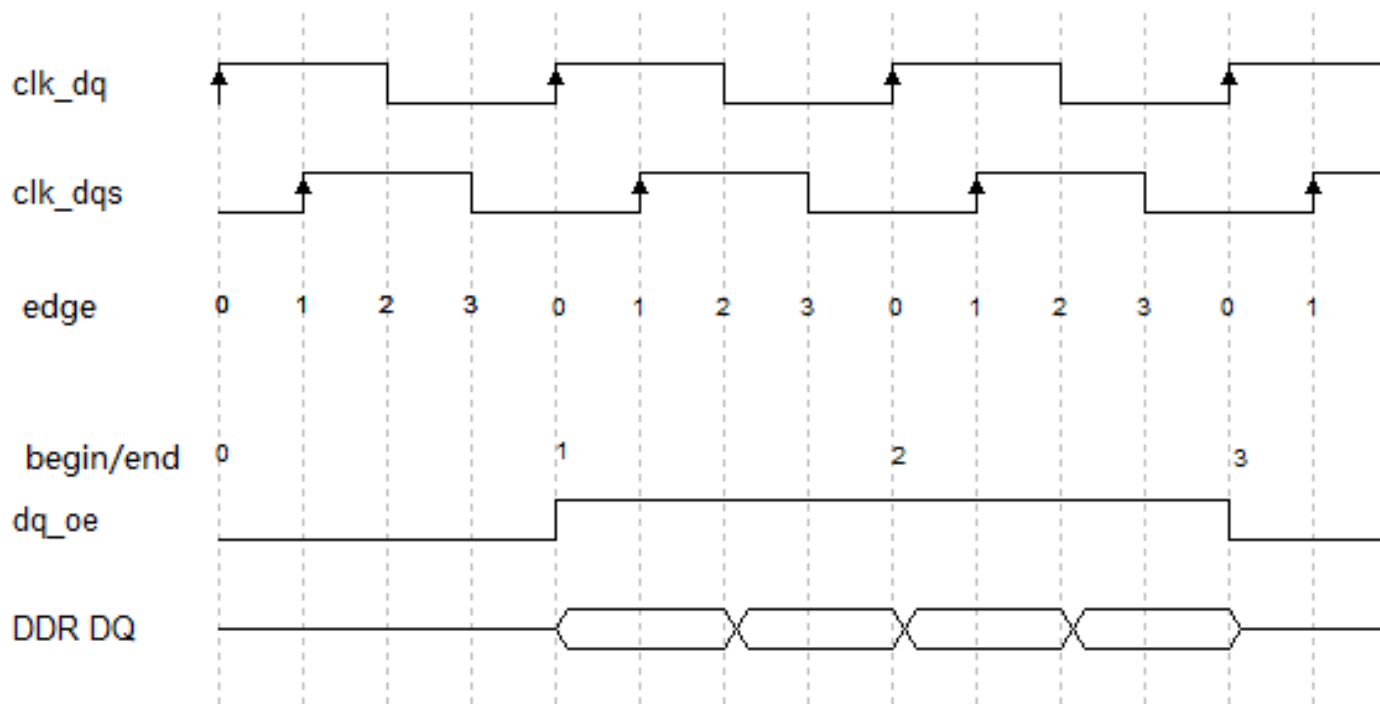 clk_dq
clk_dqs
edge 0 1 2 3 0 1 2 3 0 1 2 3 0 1
begin/end 0 1 2 3
dq_oe
DDR DQ